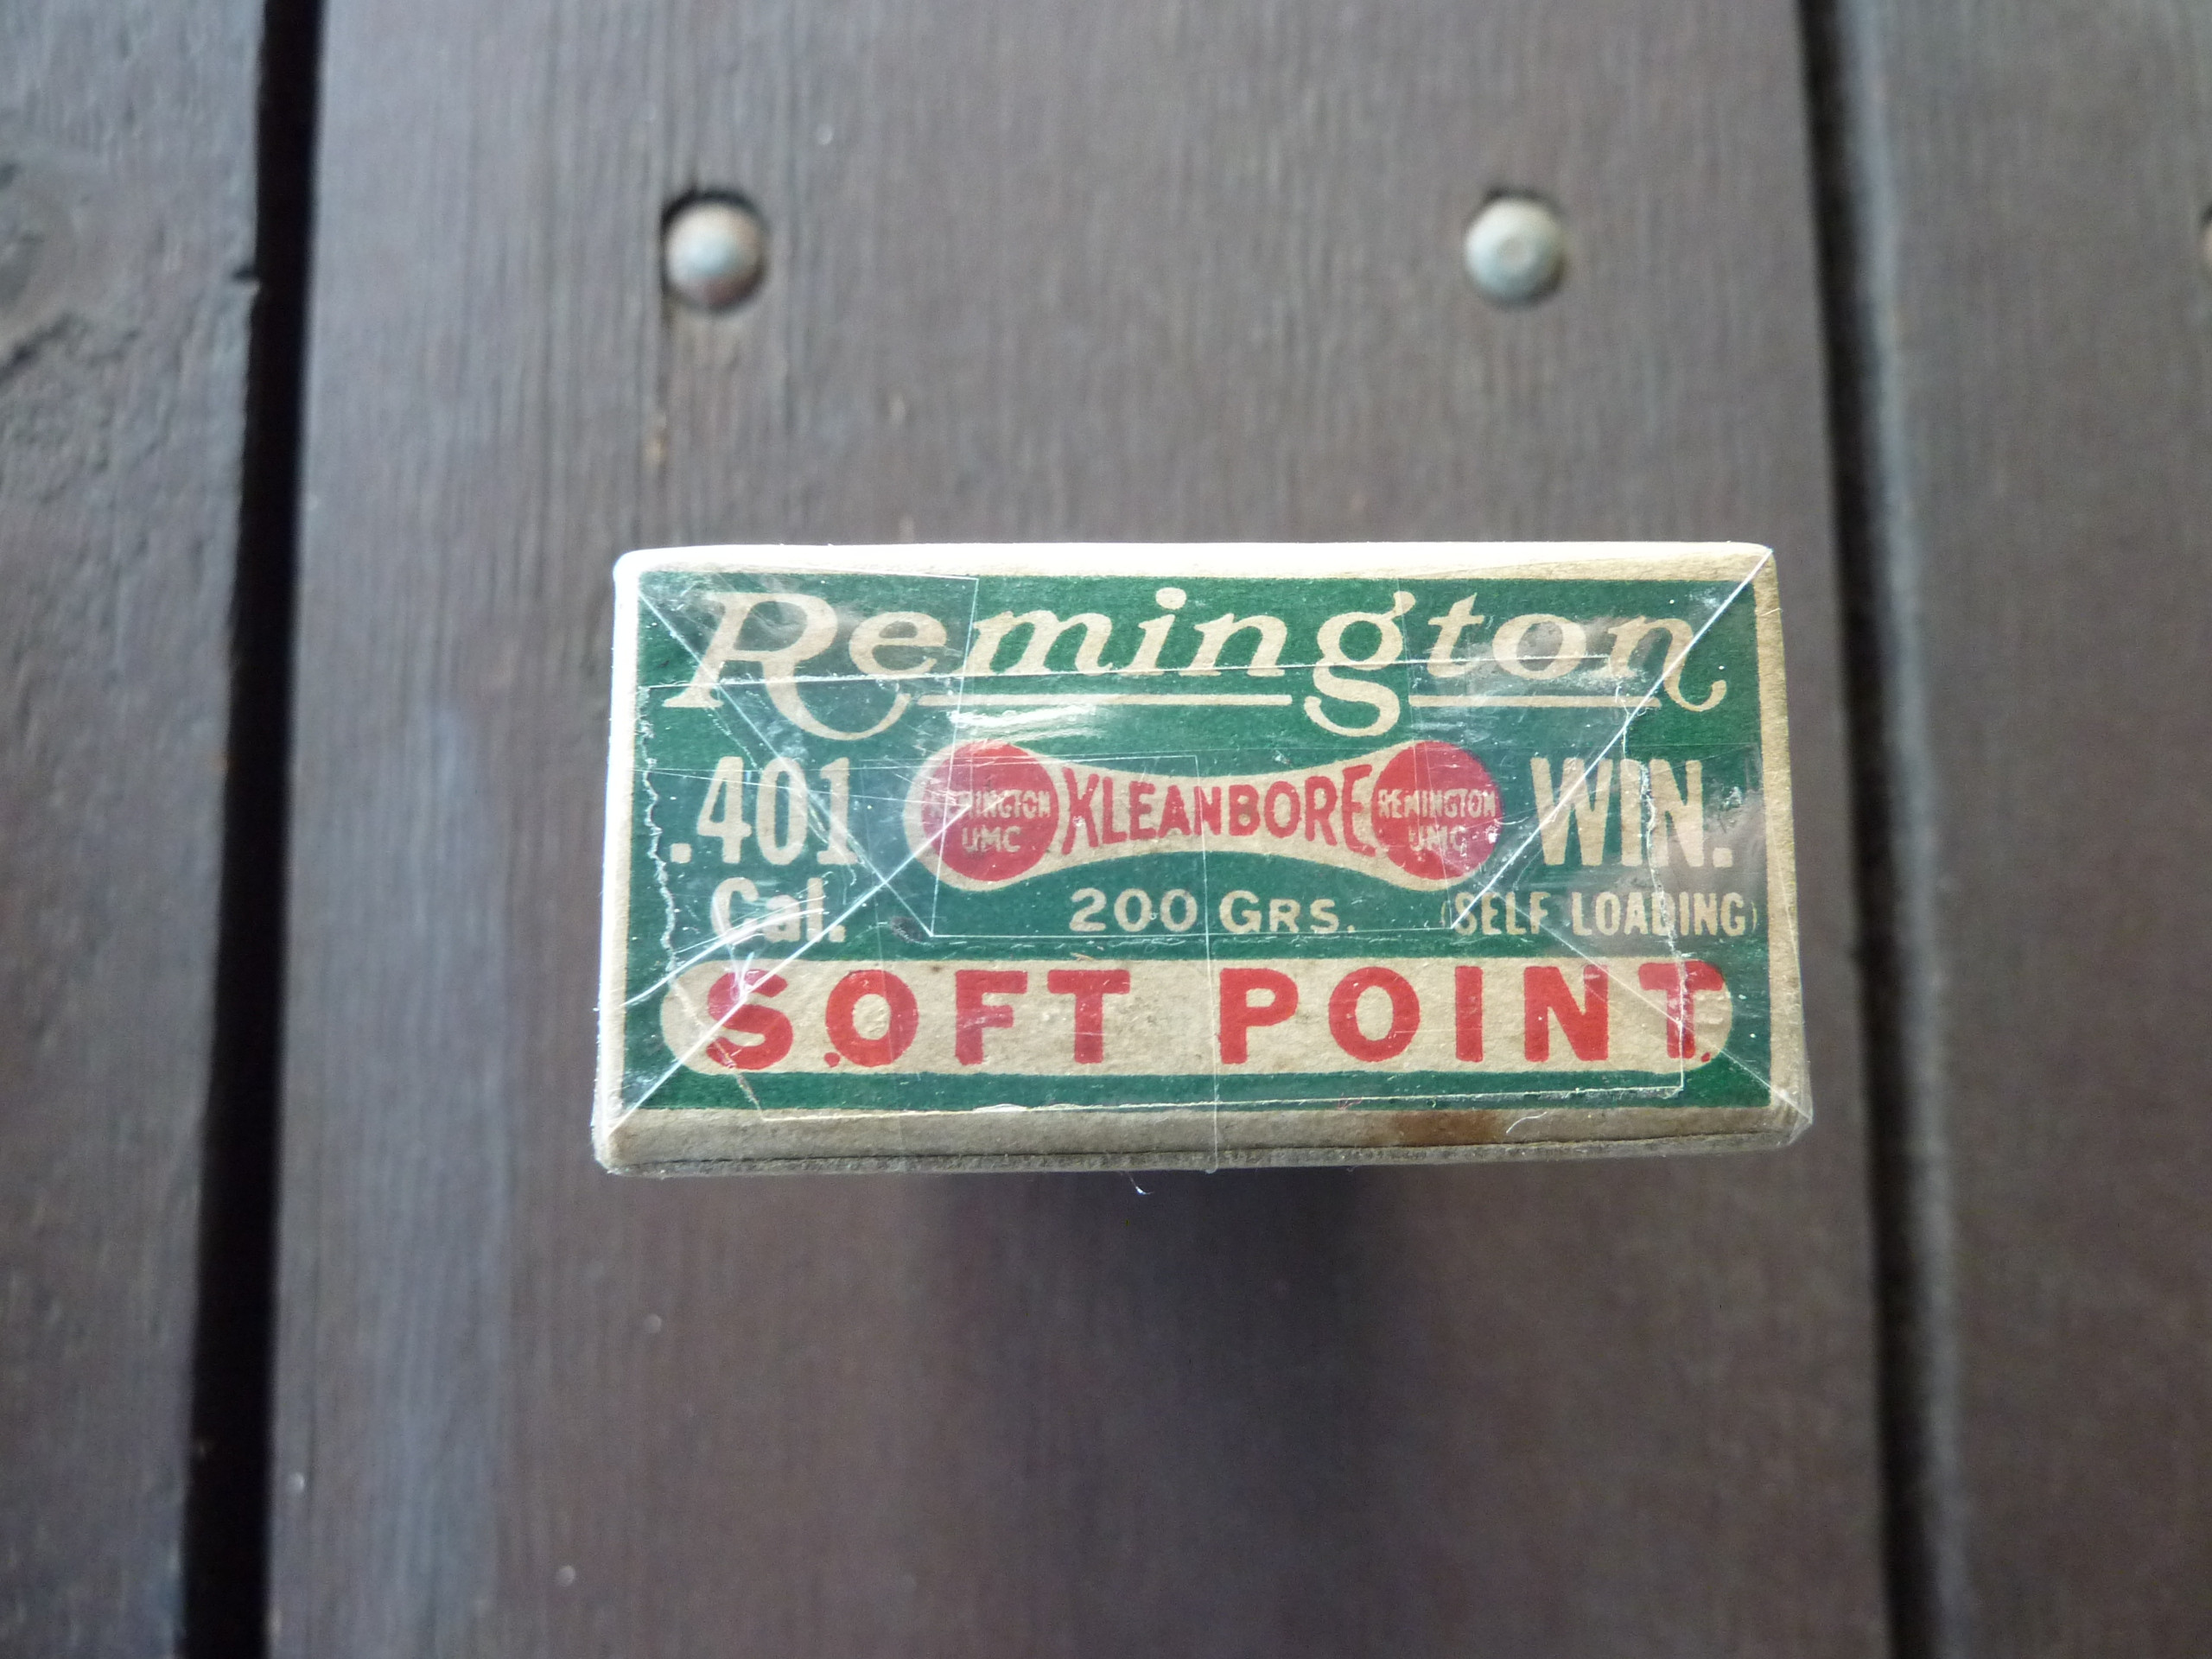 Remington
.401 REMINGTON UMC KLEANBORE REMINGTON UMC WIN.
Cal. 200 GRS. (SELF LOADING)
SOFT POINT